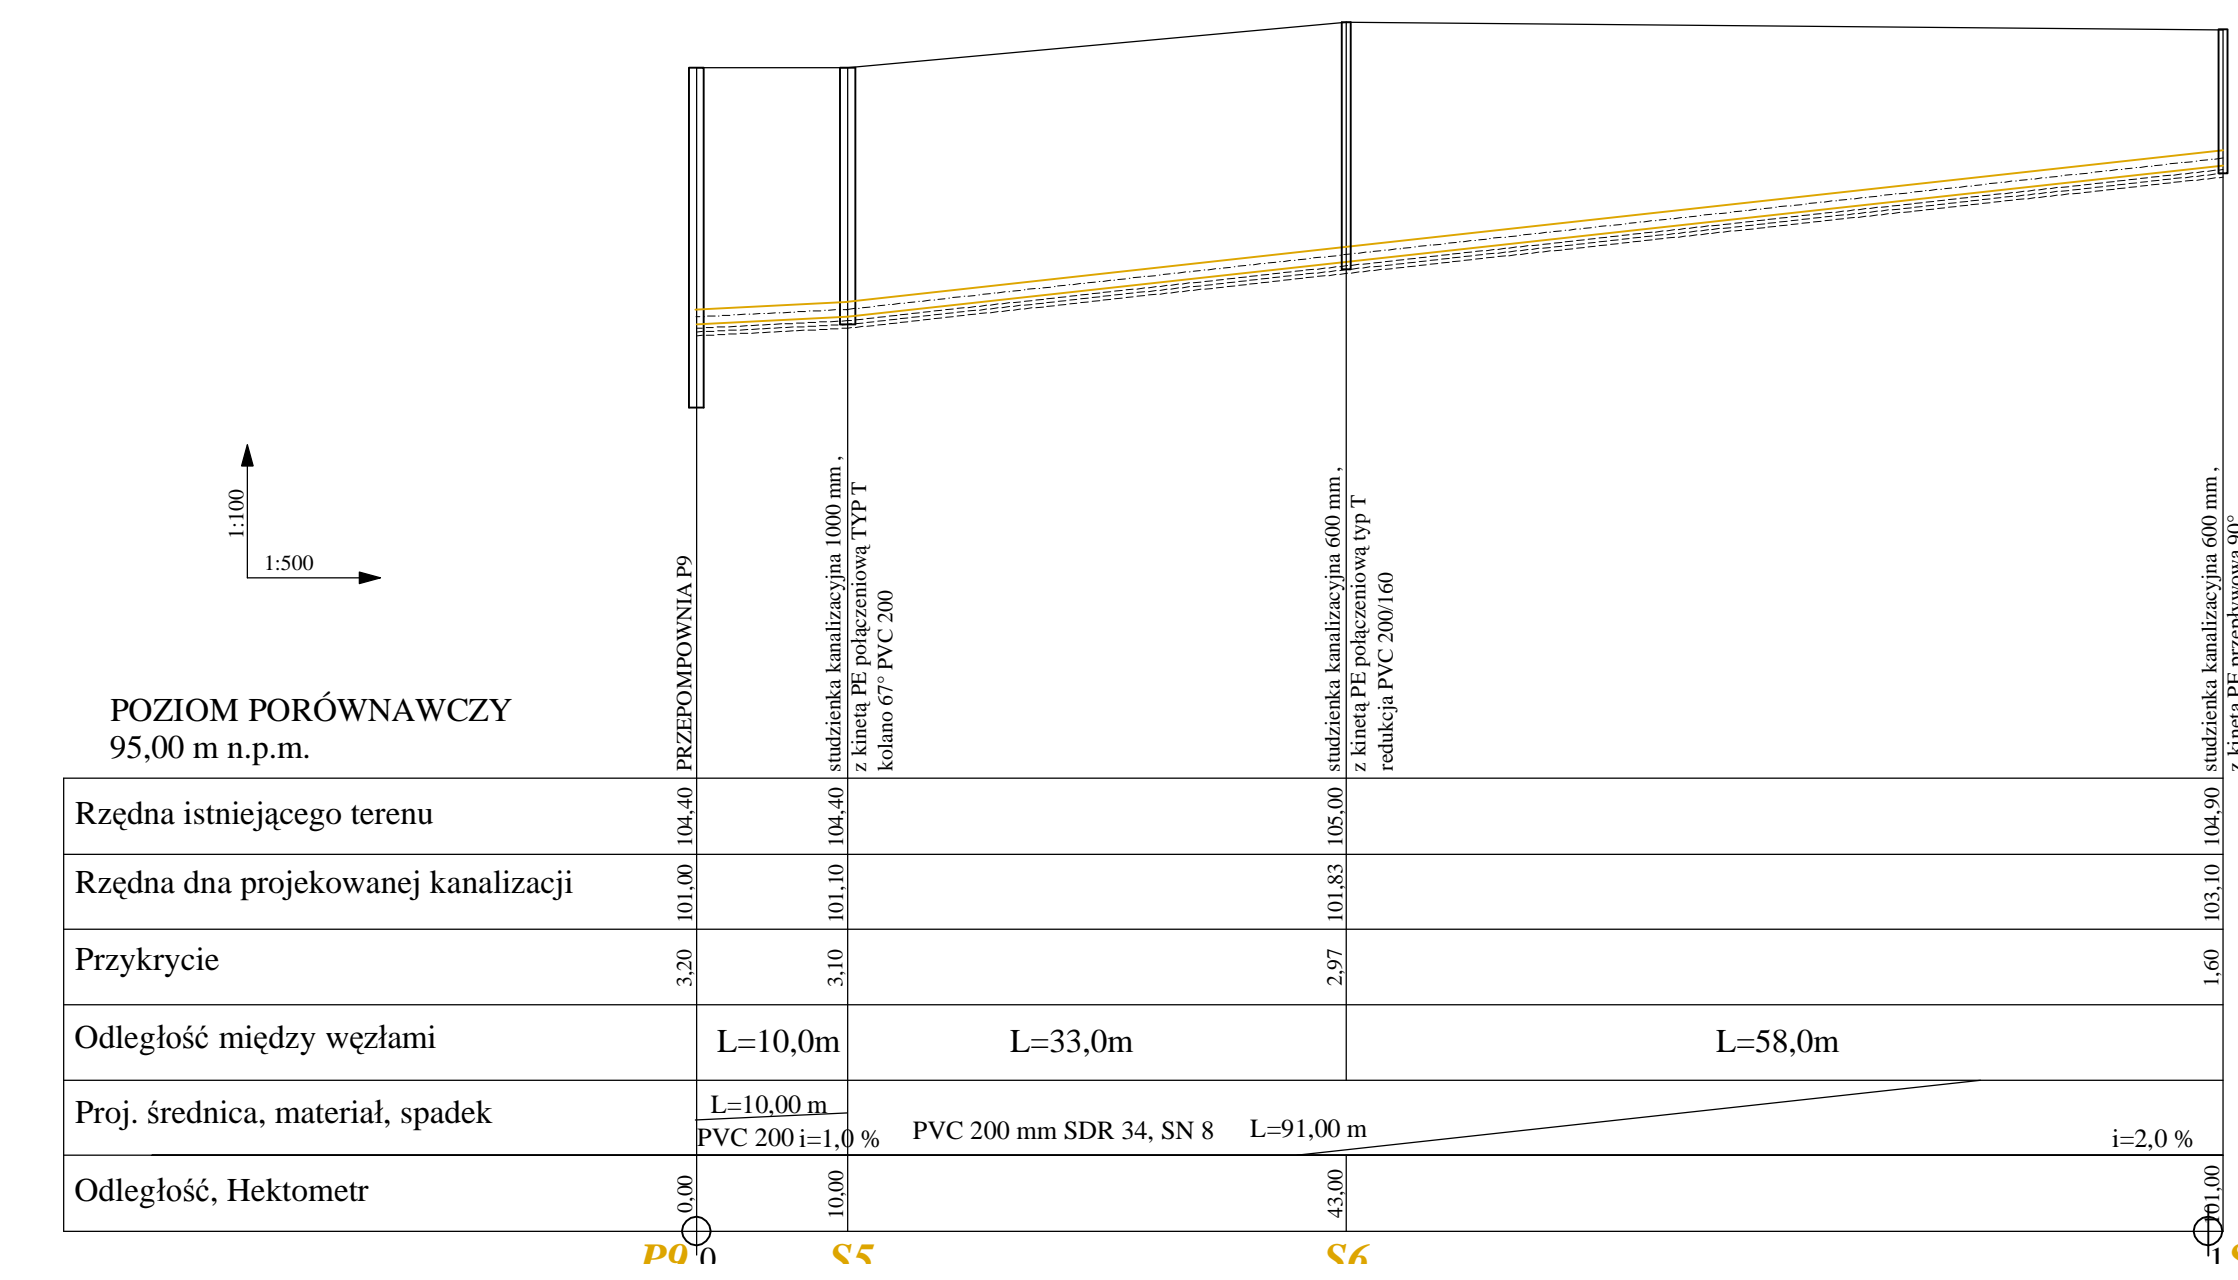 1:100
1:500
PRZEPOMPOWNIA P9
studzienka kanalizacyjna 1000 mm ,
z kinetą PE połączeniową TYP T
kolano 67° PVC 200
studzienka kanalizacyjna 600 mm ,
z kinetą PE połączeniową typ T
redukcja PVC 200/160
studzienka kanalizacyjna 600 mm ,
z kinetą PE przepływową 90°
POZIOM PORÓWNAWCZY
95,00 m n.p.m.
Rzędna istniejącego terenu 104,40 104,40 105,00 104,90
Rzędna dna projekowanej kanalizacji 101,00 101,10 101,83 103,10
Przykrycie 3,20 3,10 2,97 1,60
Odległość między węzłami L=10,0m L=33,0m L=58,0m
Proj. średnica, materiał, spadek
L=10,00 m
PVC 200 i=1,0 %
PVC 200 mm SDR 34, SN 8 L=91,00 m
i=2,0 %
Odległość, Hektometr 0,00 10,00 43,00 101,00
P9 0 S5 S6 1